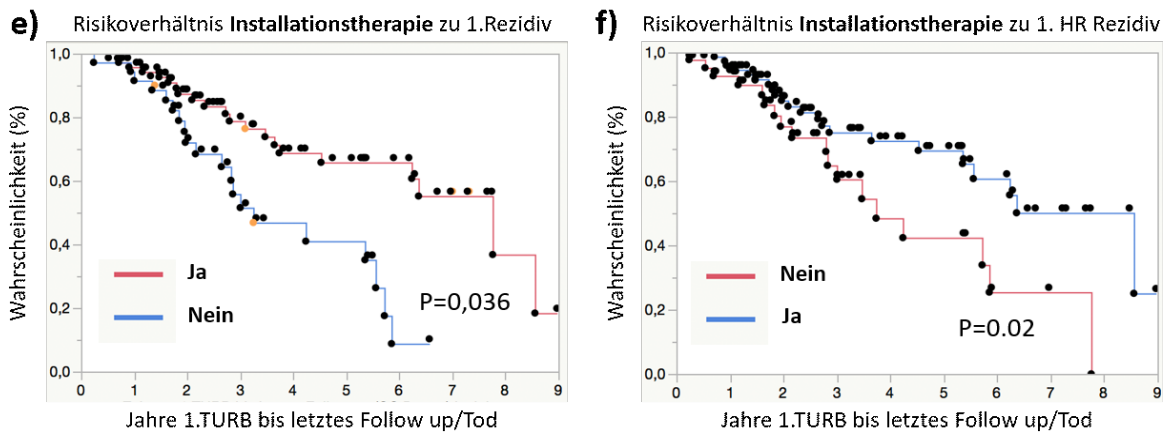 e) Risikoverhältnis Installationstherapie zu 1.Rezidiv
Wahrscheinlichkeit (%)
1,0
0,8
0,6
0,4
0,2
0,0
Ja
Nein
P=0,036
0 1 2 3 4 5 6 7 8 9
Jahre 1.TURB bis letztes Follow up/Tod
f) Risikoverhältnis Installationstherapie zu 1. HR Rezidiv
Wahrscheinlichkeit (%)
1,0
0,8
0,6
0,4
0,2
0,0
Nein
Ja
P=0.02
0 1 2 3 4 5 6 7 8 9
Jahre 1.TURB bis letztes Follow up/Tod